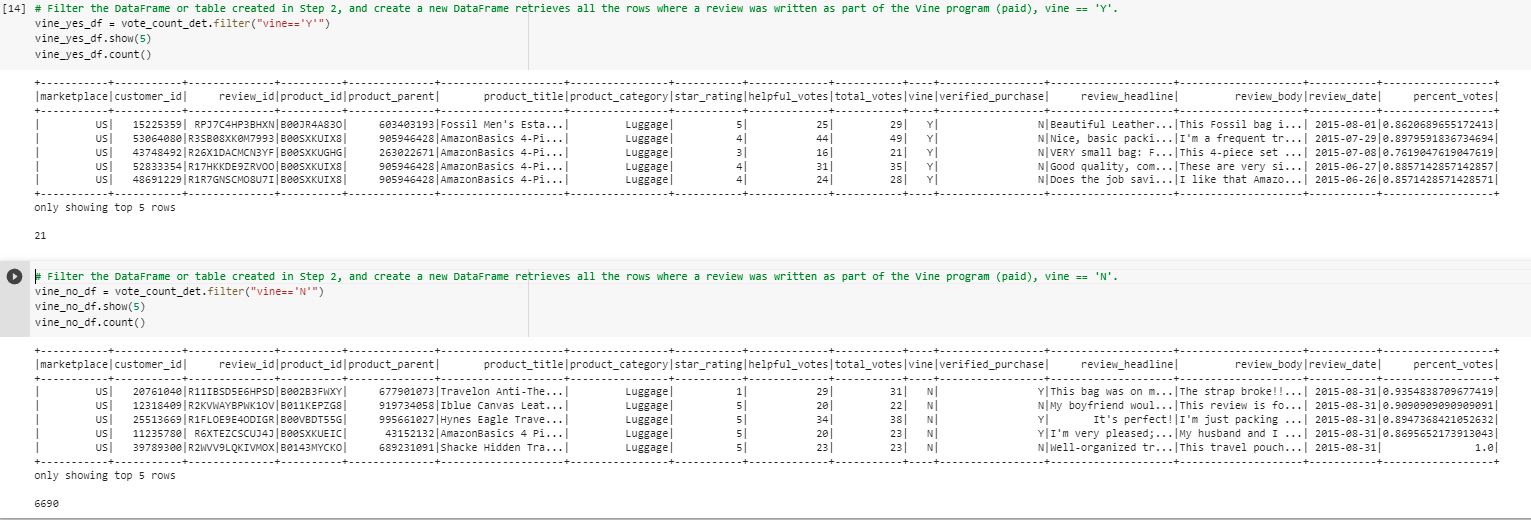 [14] # Filter the DataFrame or table created in Step 2, and create a new DataFrame retrieves all the rows where a review was written as part of the Vine program (paid), vine == 'Y'.
vine_yes_df = vote_count_det.filter("vine=='Y'")
vine_yes_df.show(5)
vine_yes_df.count()
+-----------+-----------+--------------+----------+--------------+--------------------+----------------+-----------+-------------+-----------+----+-----------------+--------------------+--------------------+-----------+------------------+
|marketplace|customer_id|     review_id|product_id|product_parent|       product_title|product_category|star_rating|helpful_votes|total_votes|vine|verified_purchase|     review_headline|         review_body|review_date|     percent_votes|
+-----------+-----------+--------------+----------+--------------+--------------------+----------------+-----------+-------------+-----------+----+-----------------+--------------------+--------------------+-----------+------------------+
|         US|   15225359| RPJ7C4HP3BHXN|B00JR4A83O|     603403193|Fossil Men's Esta...|         Luggage|          5|           25|         29|   Y|                N|Beautiful Leather...|This Fossil bag i...| 2015-08-01|0.8620689655172413|
|         US|   53064080|R3SB08XK0M7993|B00SXKUIX8|     905946428|AmazonBasics 4-Pi...|         Luggage|          4|           44|         49|   Y|                N|Nice, basic packi...|I'm a frequent tr...| 2015-07-29|0.8979591836734694|
|         US|   43748492|R26X1DACMCN3YF|B00SXKUGHG|     263022671|AmazonBasics 4-Pi...|         Luggage|          3|           16|         21|   Y|                N|VERY small bag: F...|This 4-piece set ...| 2015-07-08|0.7619047619047619|
|         US|   52833354|R17HKKDE9ZRVOO|B00SXKUIX8|     905946428|AmazonBasics 4-Pi...|         Luggage|          4|           31|         35|   Y|                N|Good quality, com...|These are very si...| 2015-06-27|0.8857142857142857|
|         US|   48691229|R1R7GNSCMO8U7I|B00SXKUIX8|     905946428|AmazonBasics 4-Pi...|         Luggage|          4|           24|         28|   Y|                N|Does the job savi...|I like that Amazo...| 2015-06-26|0.8571428571428571|
+-----------+-----------+--------------+----------+--------------+--------------------+----------------+-----------+-------------+-----------+----+-----------------+--------------------+--------------------+-----------+------------------+
only showing top 5 rows
21
# Filter the DataFrame or table created in Step 2, and create a new DataFrame retrieves all the rows where a review was written as part of the Vine program (paid), vine == 'N'.
vine_no_df = vote_count_det.filter("vine=='N'")
vine_no_df.show(5)
vine_no_df.count()
+-----------+-----------+--------------+----------+--------------+--------------------+----------------+-----------+-------------+-----------+----+-----------------+--------------------+--------------------+-----------+------------------+
|marketplace|customer_id|     review_id|product_id|product_parent|       product_title|product_category|star_rating|helpful_votes|total_votes|vine|verified_purchase|     review_headline|         review_body|review_date|     percent_votes|
+-----------+-----------+--------------+----------+--------------+--------------------+----------------+-----------+-------------+-----------+----+-----------------+--------------------+--------------------+-----------+------------------+
|         US|   20761040|R11IBSD5E6HPSD|B002B3FWXY|     677901073|Travelon Anti-The...|         Luggage|          1|           29|         31|   N|                Y|This bag was on m...|The strap broke!!...| 2015-08-31|0.9354838709677419|
|         US|   12318409|R2KVWAYBPWK1OV|B011KEPZG8|     919734058|Iblue Canvas Leat...|         Luggage|          5|           20|         22|   N|                N|My boyfriend woul...|This review is fo...| 2015-08-31|0.9090909090909091|
|         US|   25513669|R1FLOE9E4ODIGR|B00VBDT55G|     995661027|Hynes Eagle Trave...|         Luggage|          5|           34|         38|   N|                Y|       It's perfect!|I'm just packing ...| 2015-08-31|0.8947368421052632|
|         US|   11235780| R6XTEZCSCUJ4J|B00SXKUEIC|      43152132|AmazonBasics 4 Pi...|         Luggage|          5|           20|         23|   N|                Y|I'm very pleased;...|My husband and I ...| 2015-08-31|0.8695652173913043|
|         US|   39789300|R2WVV9LQKIVMOX|B0143MYCKO|     689231091|Shacke Hidden Tra...|         Luggage|          5|           23|         23|   N|                N|Well-organized tr...|This travel pouch...| 2015-08-31|               1.0|
+-----------+-----------+--------------+----------+--------------+--------------------+----------------+-----------+-------------+-----------+----+-----------------+--------------------+--------------------+-----------+------------------+
only showing top 5 rows
6690